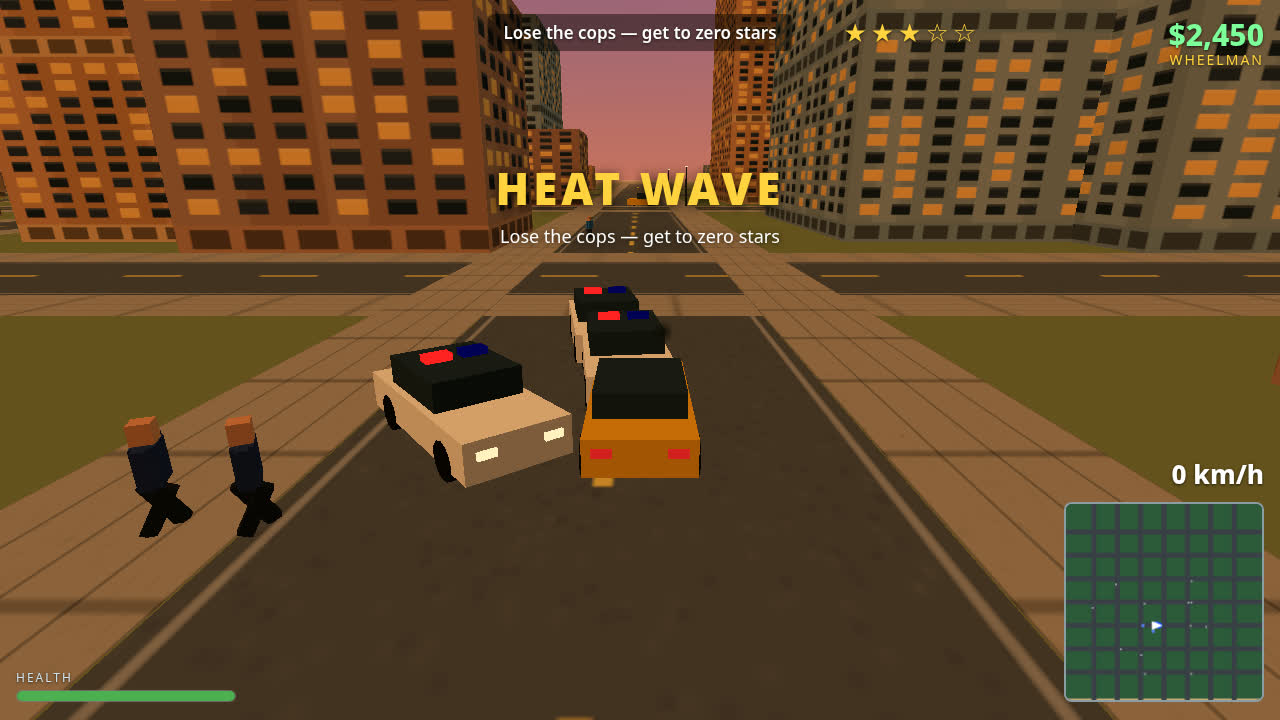 Lose the cops — get to zero stars
★★★☆☆
$2,450
WHEELMAN
HEAT WAVE
Lose the cops — get to zero stars
0 km/h
HEALTH